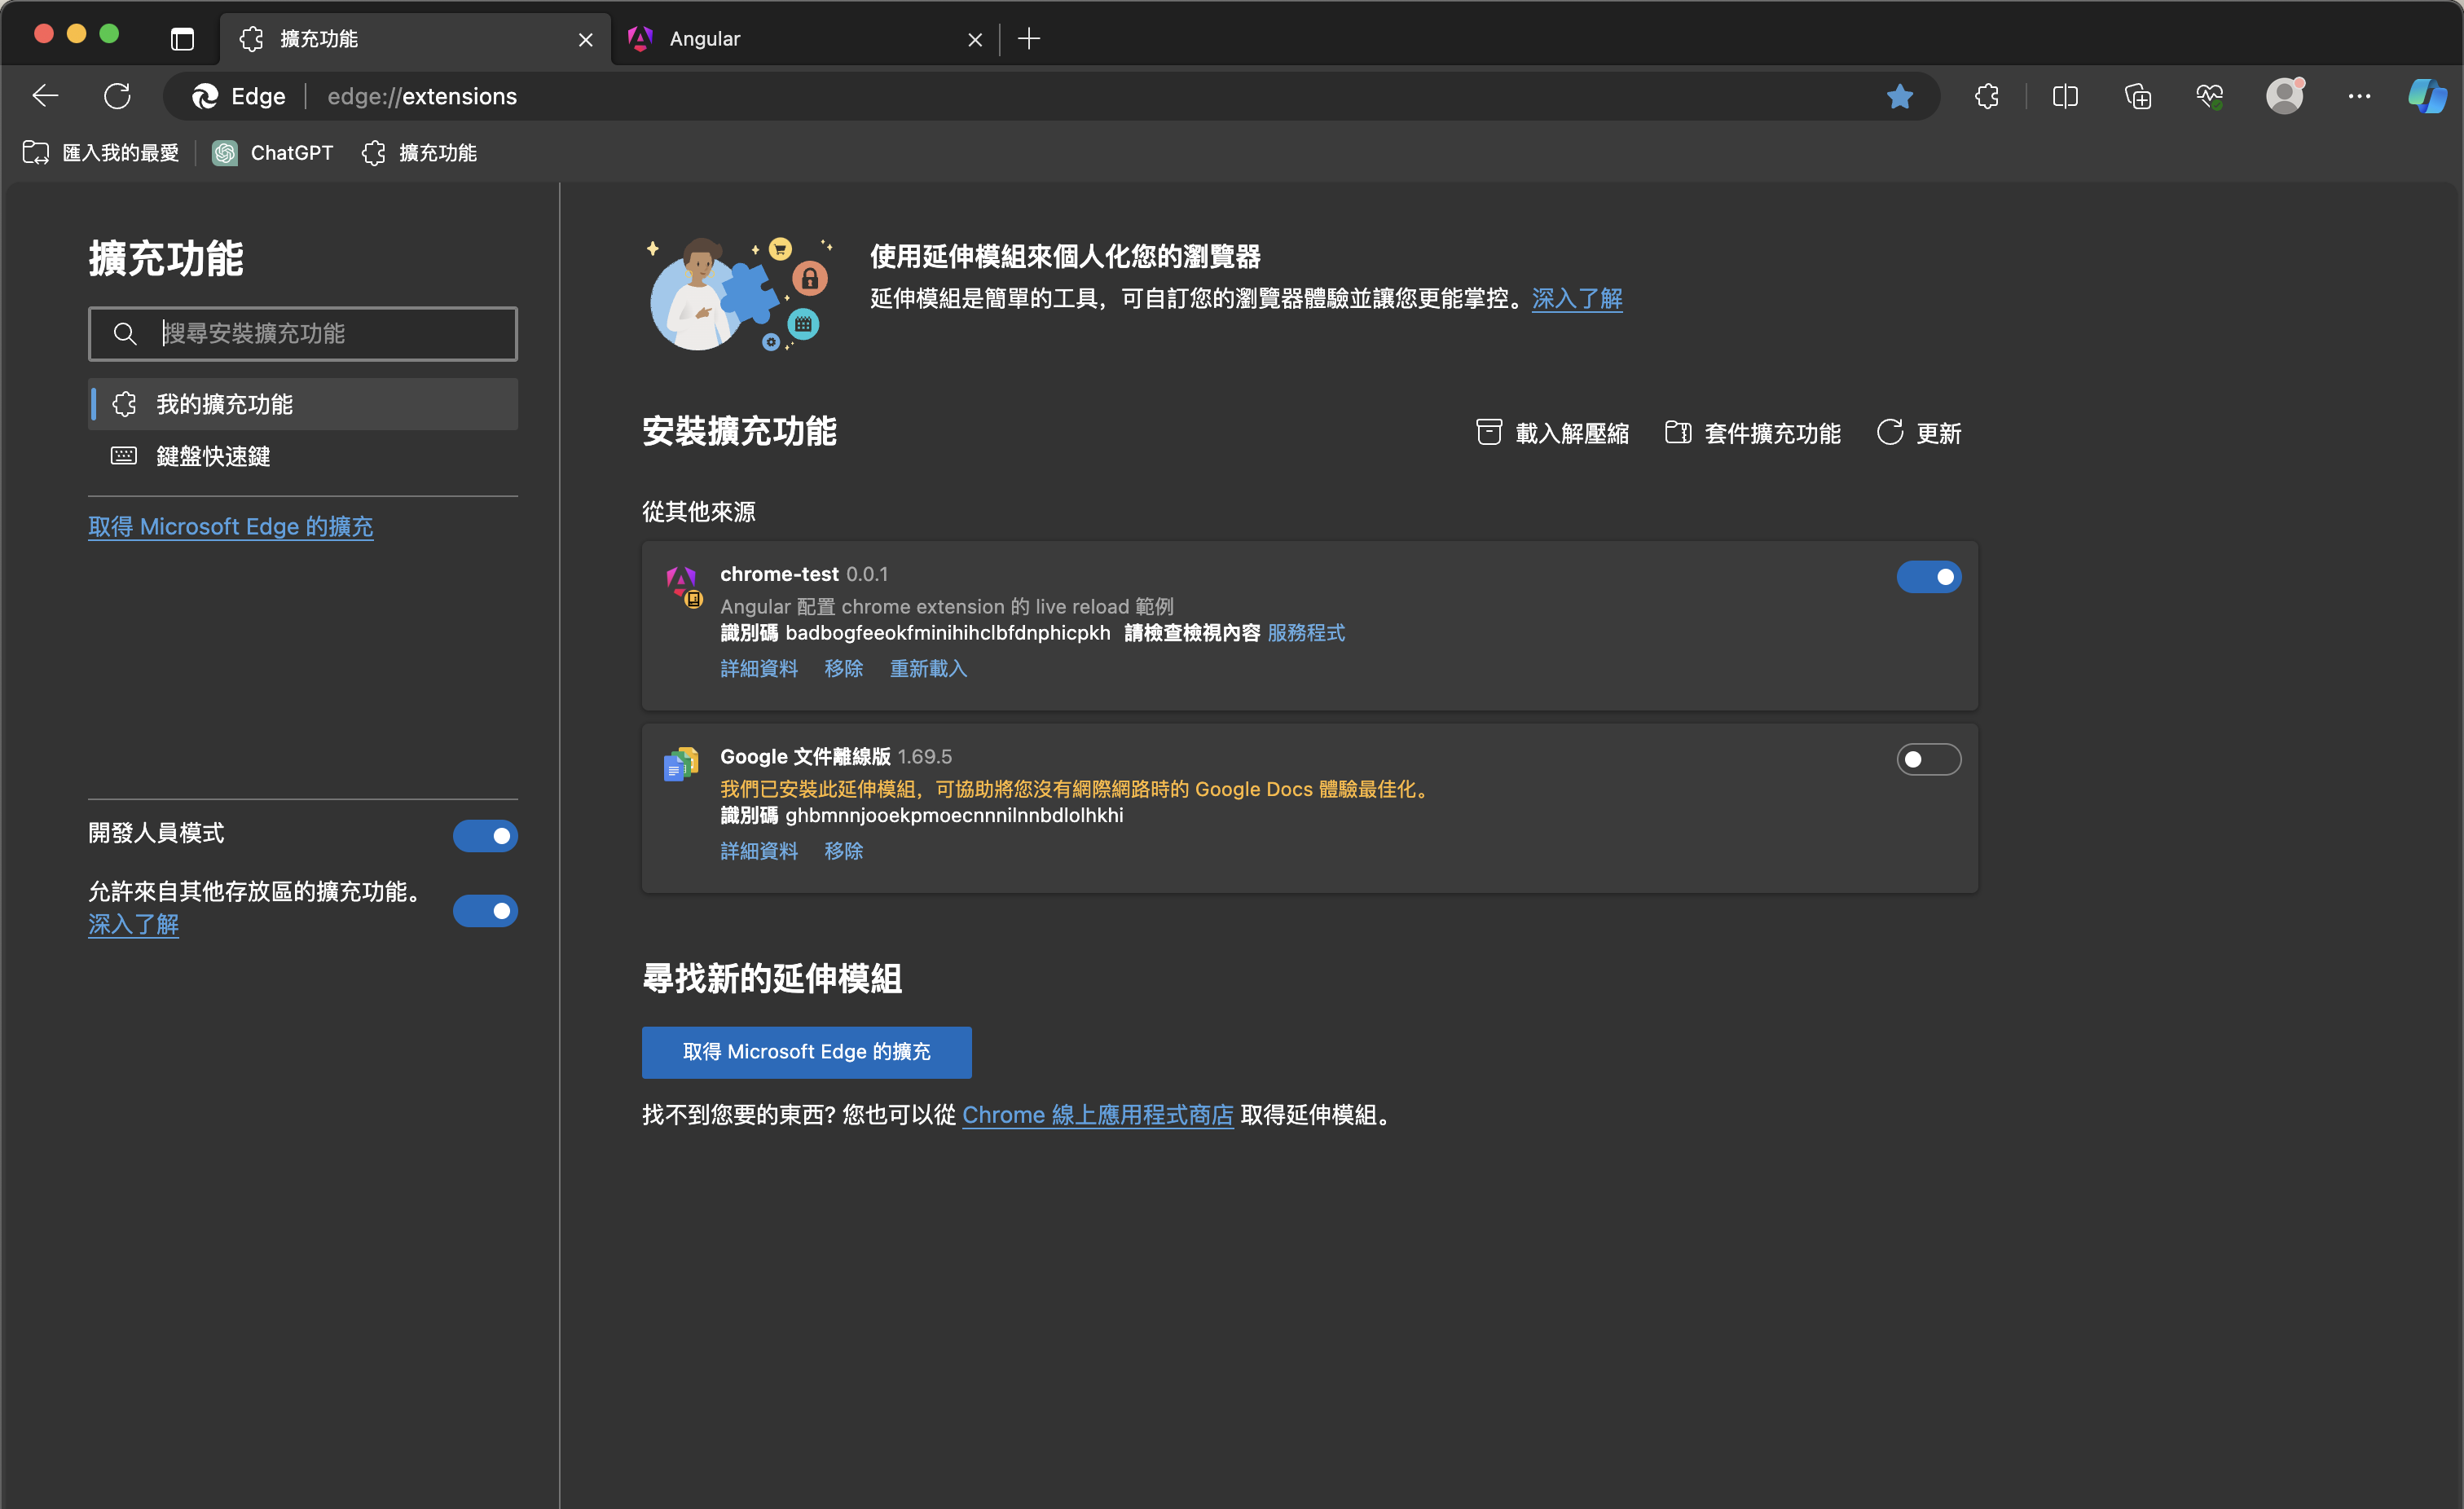 擴充功能
Angular
Edge
edge://extensions
匯入我的最愛
ChatGPT
擴充功能
擴充功能
搜尋安裝擴充功能
我的擴充功能
鍵盤快速鍵
取得 Microsoft Edge 的擴充
開發人員模式
允許來自其他存放區的擴充功能。
深入了解
使用延伸模組來個人化您的瀏覽器
延伸模組是簡單的工具，可自訂您的瀏覽器體驗並讓您更能掌控。深入了解
安裝擴充功能
載入解壓縮
套件擴充功能
更新
從其他來源
chrome-test 0.0.1
Angular 配置 chrome extension 的 live reload 範例
識別碼 badbogfeeokfminihihclbfdnphicpkh 請檢查檢視內容 服務程式
詳細資料 移除 重新載入
Google 文件離線版 1.69.5
我們已安裝此延伸模組，可協助將您沒有網際網路時的 Google Docs 體驗最佳化。
識別碼 ghbmnnjooekpmoecnnnilnnbdlolhkhi
詳細資料 移除
尋找新的延伸模組
取得 Microsoft Edge 的擴充
找不到您要的東西? 您也可以從 Chrome 線上應用程式商店 取得延伸模組。